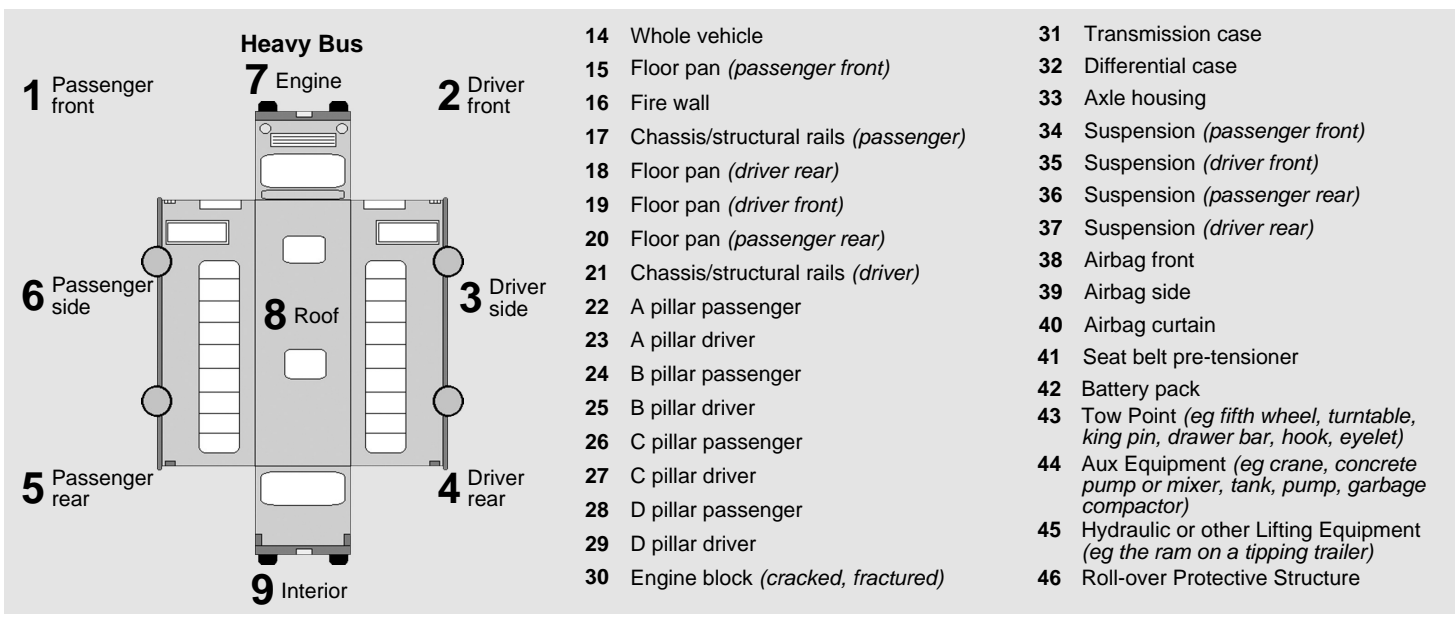 Heavy Bus
1 Passenger
front
7 Engine
2 Driver
front
6 Passenger
side
8 Roof
3 Driver
side
5 Passenger
rear
4 Driver
rear
9 Interior
14 Whole vehicle
15 Floor pan (passenger front)
16 Fire wall
17 Chassis/structural rails (passenger)
18 Floor pan (driver rear)
19 Floor pan (driver front)
20 Floor pan (passenger rear)
21 Chassis/structural rails (driver)
22 A pillar passenger
23 A pillar driver
24 B pillar passenger
25 B pillar driver
26 C pillar passenger
27 C pillar driver
28 D pillar passenger
29 D pillar driver
30 Engine block (cracked, fractured)
31 Transmission case
32 Differential case
33 Axle housing
34 Suspension (passenger front)
35 Suspension (driver front)
36 Suspension (passenger rear)
37 Suspension (driver rear)
38 Airbag front
39 Airbag side
40 Airbag curtain
41 Seat belt pre-tensioner
42 Battery pack
43 Tow Point (eg fifth wheel, turntable,
king pin, drawer bar, hook, eyelet)
44 Aux Equipment (eg crane, concrete
pump or mixer, tank, pump, garbage
compactor)
45 Hydraulic or other Lifting Equipment
(eg the ram on a tipping trailer)
46 Roll-over Protective Structure